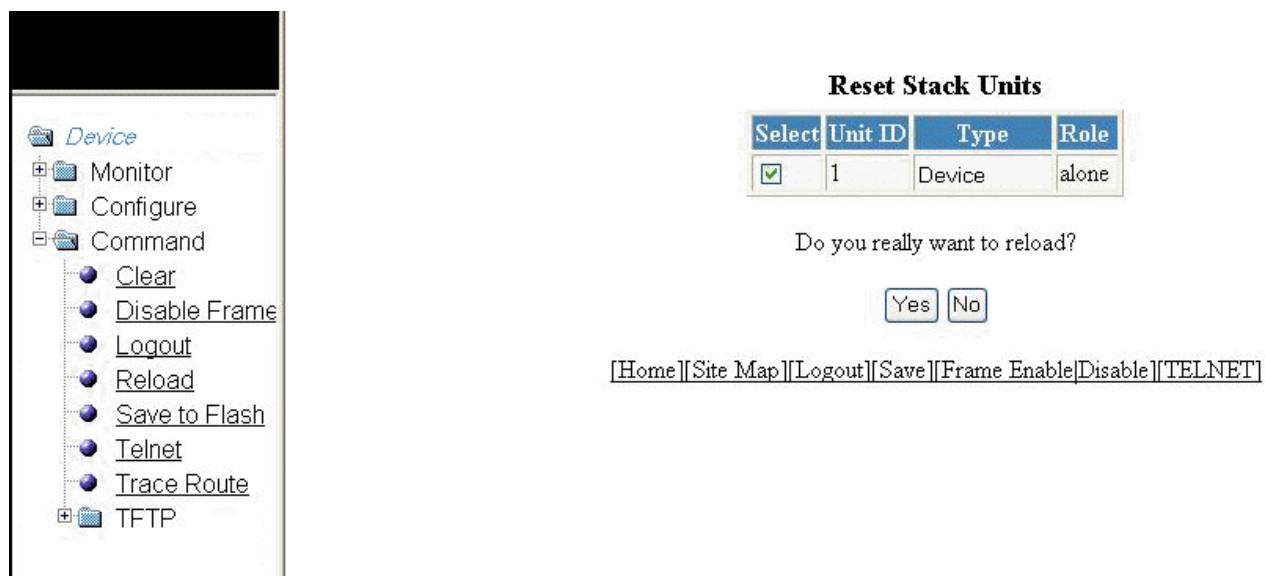 Device
Monitor
Configure
Command
Clear
Disable Frame
Logout
Reload
Save to Flash
Telnet
Trace Route
TFTP
Reset Stack Units
Select Unit ID Type Role
1 Device alone
Do you really want to reload?
Yes No
[Home][Site Map][Logout][Save][Frame Enable|Disable][TELNET]